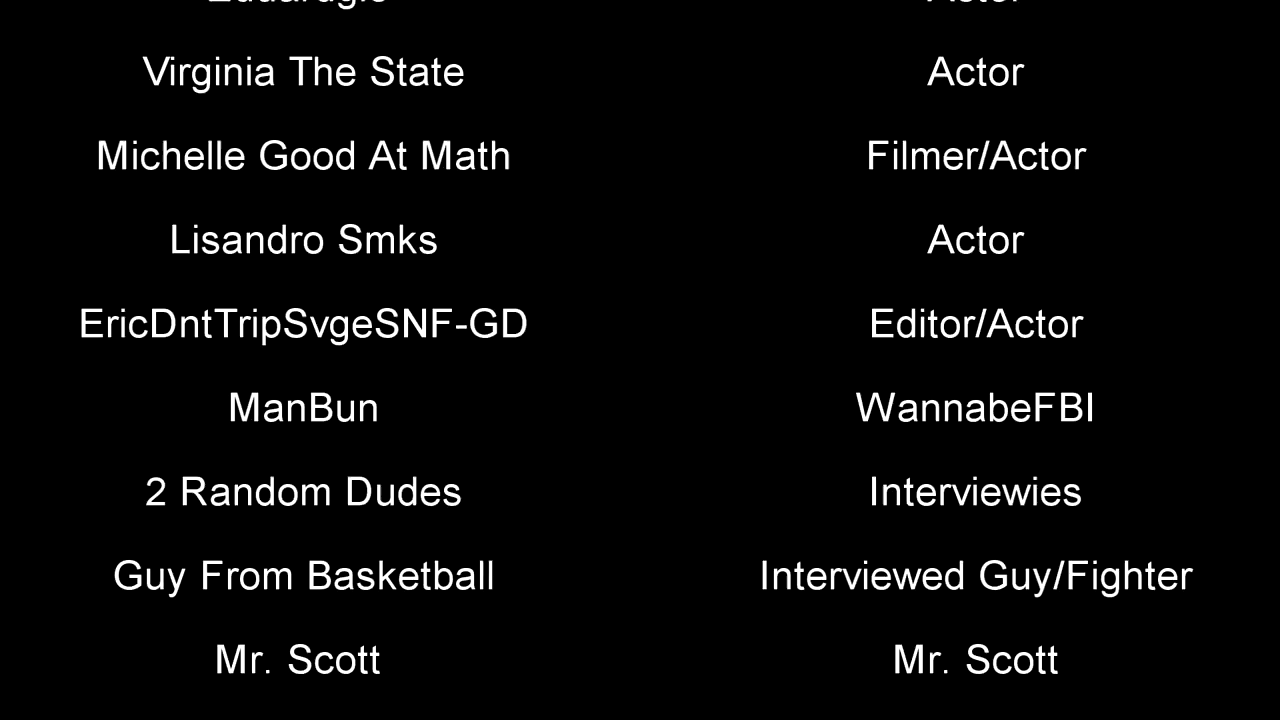 Virginia The State Actor
Michelle Good At Math Filmer/Actor
Lisandro Smks Actor
EricDntTripSvgeSNF-GD Editor/Actor
ManBun WannabeFBI
2 Random Dudes Interviewies
Guy From Basketball Interviewed Guy/Fighter
Mr. Scott Mr. Scott